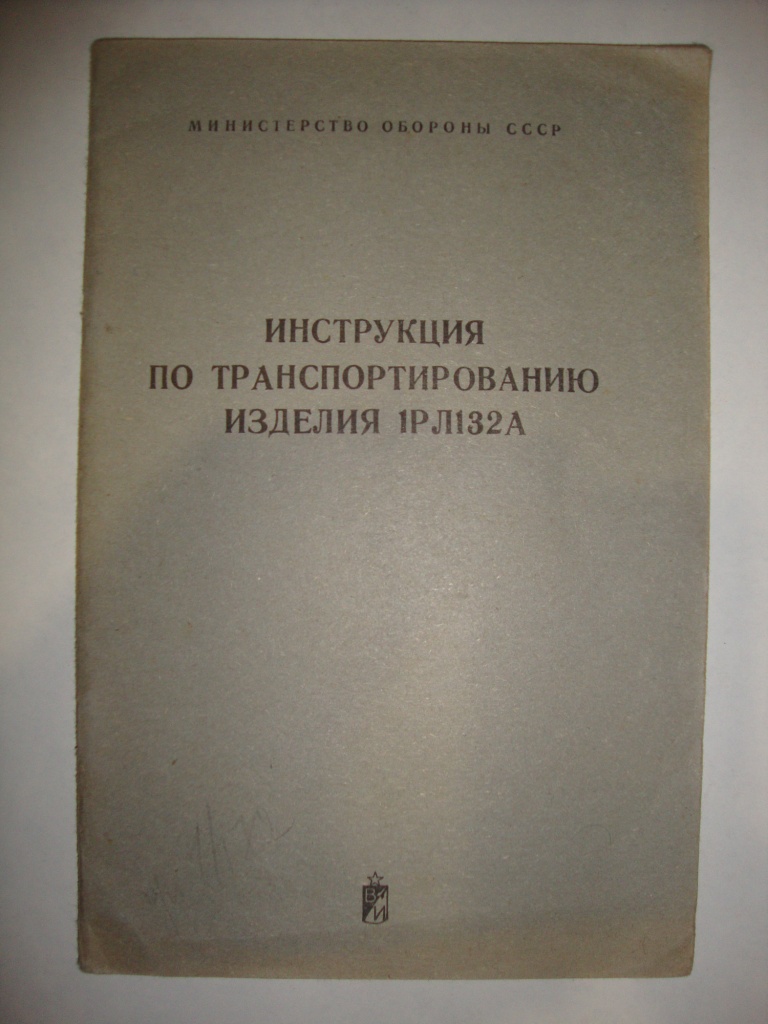 МИНИСТЕРСТВО ОБОРОНЫ СССР
ИНСТРУКЦИЯ
ПО ТРАНСПОРТИРОВАНИЮ
ИЗДЕЛИЯ 1РЛ132А
В
И